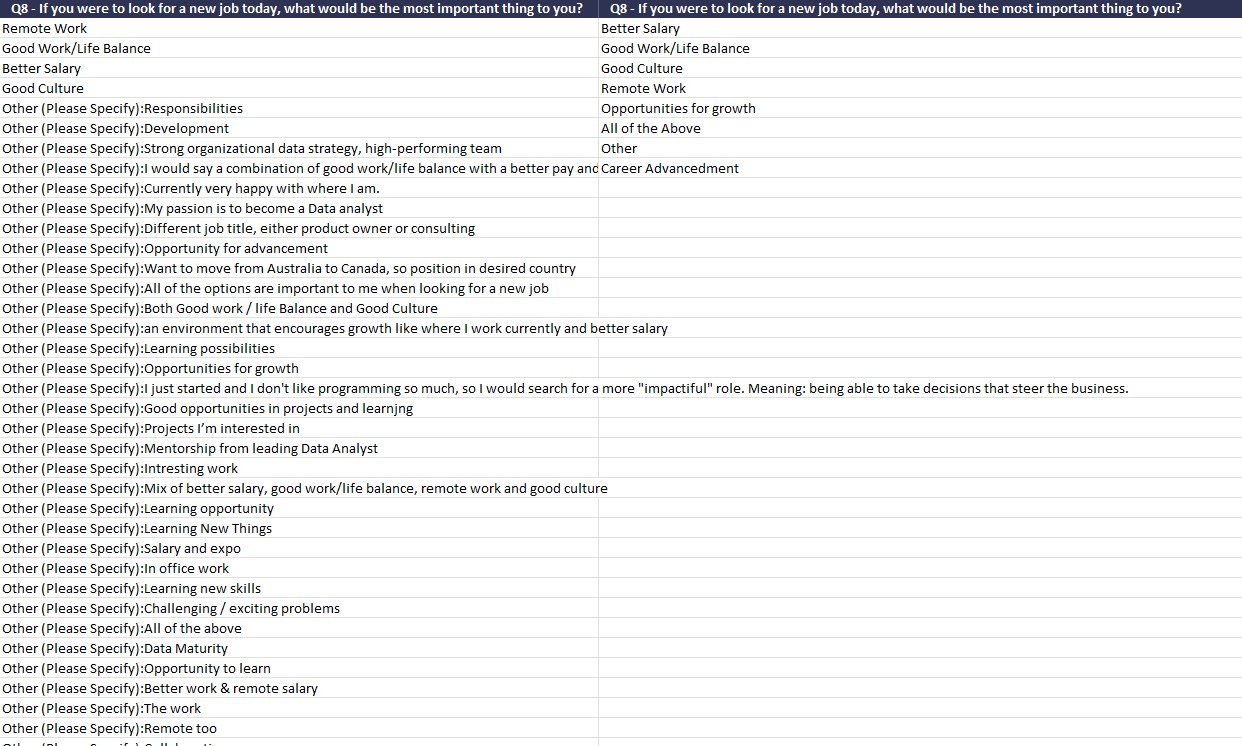 Q8 - If you were to look for a new job today, what would be the most important thing to you? Q8 - If you were to look for a new job today, what would be the most important thing to you?
Remote Work Better Salary
Good Work/Life Balance Good Work/Life Balance
Better Salary Good Culture
Good Culture Remote Work
Other (Please Specify):Responsibilities Opportunities for growth
Other (Please Specify):Development All of the Above
Other (Please Specify):Strong organizational data strategy, high-performing team Other
Other (Please Specify):I would say a combination of good work/life balance with a better pay and Career Advancedment
Other (Please Specify):Currently very happy with where I am.
Other (Please Specify):My passion is to become a Data analyst
Other (Please Specify):Different job title, either product owner or consulting
Other (Please Specify):Opportunity for advancement
Other (Please Specify):Want to move from Australia to Canada, so position in desired country
Other (Please Specify):All of the options are important to me when looking for a new job
Other (Please Specify):Both Good work / life Balance and Good Culture
Other (Please Specify):an environment that encourages growth like where I work currently and better salary
Other (Please Specify):Learning possibilities
Other (Please Specify):Opportunities for growth
Other (Please Specify):I just started and I don't like programming so much, so I would search for a more "impactiful" role. Meaning: being able to take decisions that steer the business.
Other (Please Specify):Good opportunities in projects and learnjng
Other (Please Specify):Projects I’m interested in
Other (Please Specify):Mentorship from leading Data Analyst
Other (Please Specify):Intresting work
Other (Please Specify):Mix of better salary, good work/life balance, remote work and good culture
Other (Please Specify):Learning opportunity
Other (Please Specify):Learning New Things
Other (Please Specify):Salary and expo
Other (Please Specify):In office work
Other (Please Specify):Learning new skills
Other (Please Specify):Challenging / exciting problems
Other (Please Specify):All of the above
Other (Please Specify):Data Maturity
Other (Please Specify):Opportunity to learn
Other (Please Specify):Better work & remote salary
Other (Please Specify):The work
Other (Please Specify):Remote too